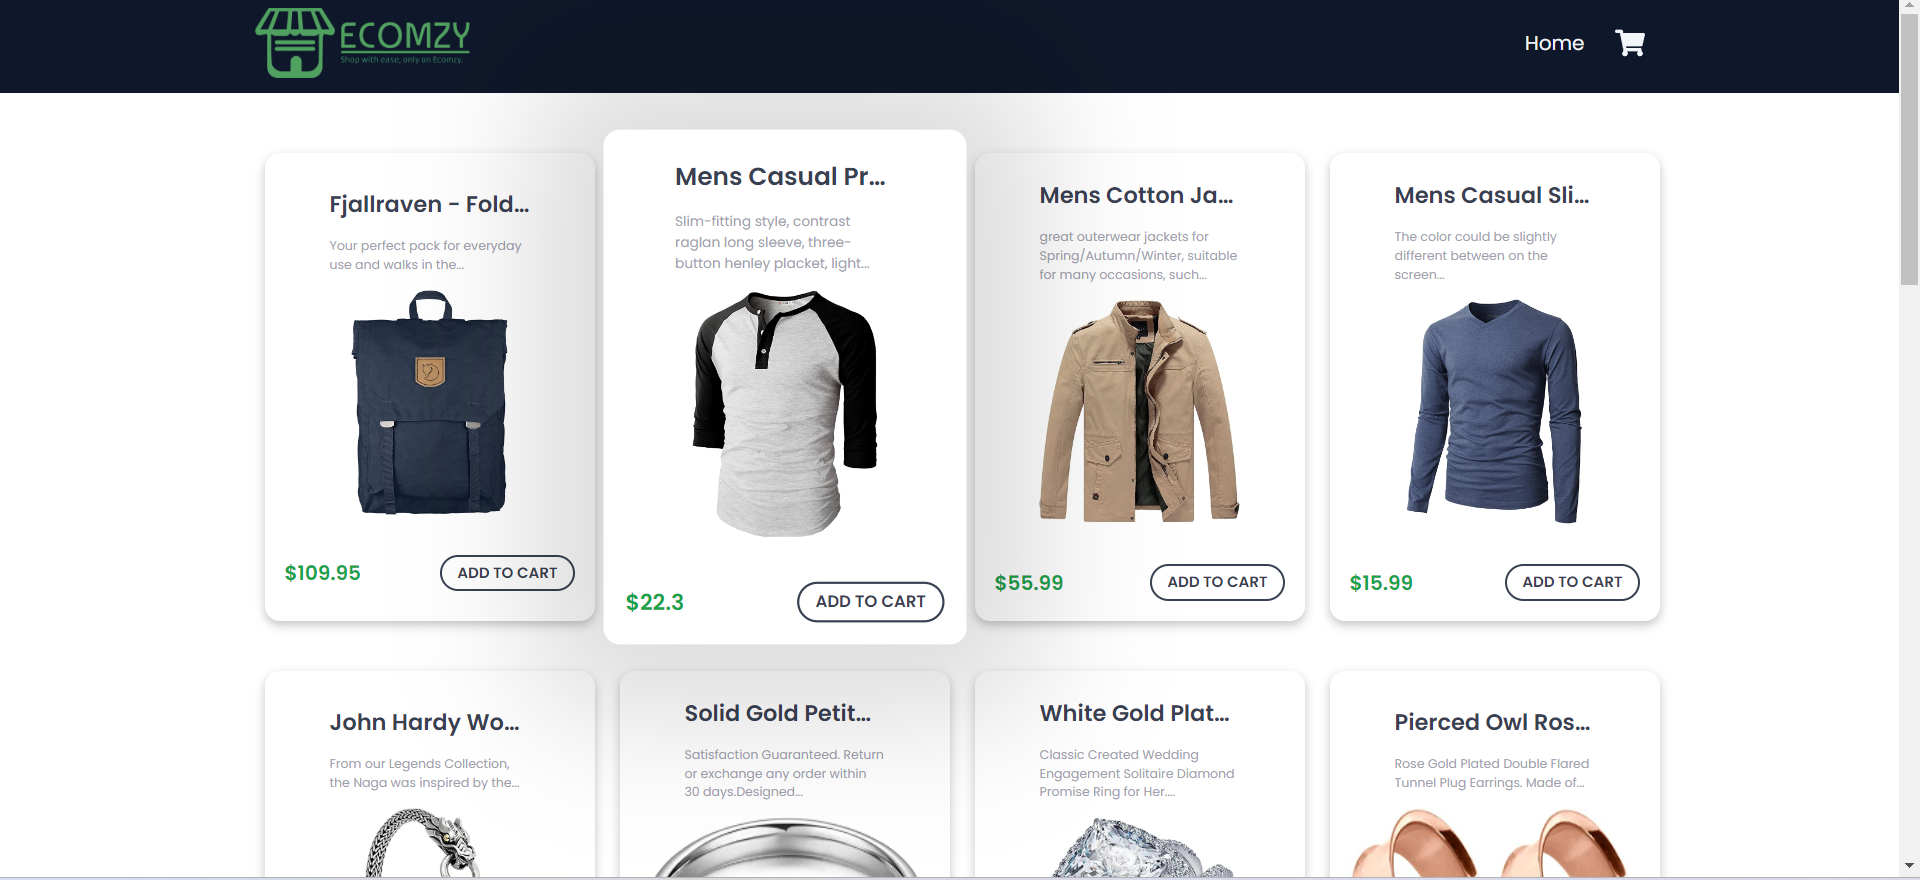 ECOMZY
Shop with ease, only on Ecomzy.
Home
Fjallraven - Fold...
Your perfect pack for everyday
use and walks in the...
$109.95
ADD TO CART
Mens Casual Pr...
Slim-fitting style, contrast
raglan long sleeve, three-
button henley placket, light...
$22.3
ADD TO CART
Mens Cotton Ja...
great outerwear jackets for
Spring/Autumn/Winter, suitable
for many occasions, such...
$55.99
ADD TO CART
Mens Casual Sli...
The color could be slightly
different between on the
screen...
$15.99
ADD TO CART
John Hardy Wo...
From our Legends Collection,
the Naga was inspired by the...
Solid Gold Petit...
Satisfaction Guaranteed. Return
or exchange any order within
30 days.Designed...
White Gold Plat...
Classic Created Wedding
Engagement Solitaire Diamond
Promise Ring for Her....
Pierced Owl Ros...
Rose Gold Plated Double Flared
Tunnel Plug Earrings. Made of...